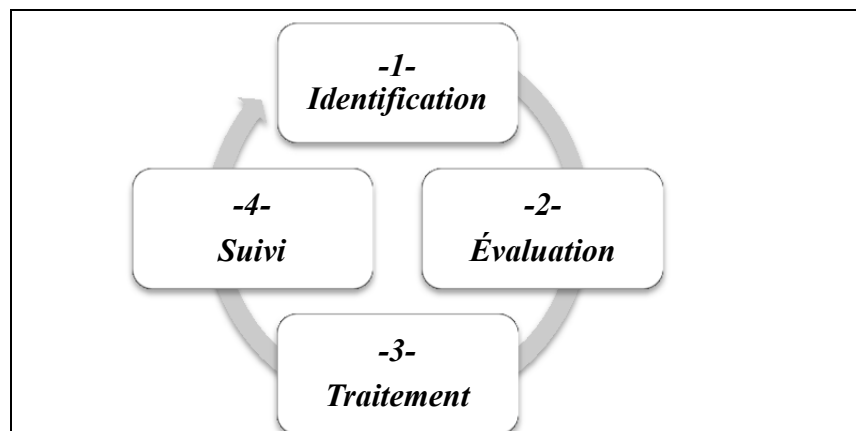 -1-
Identification
-2-
Évaluation
-3-
Traitement
-4-
Suivi